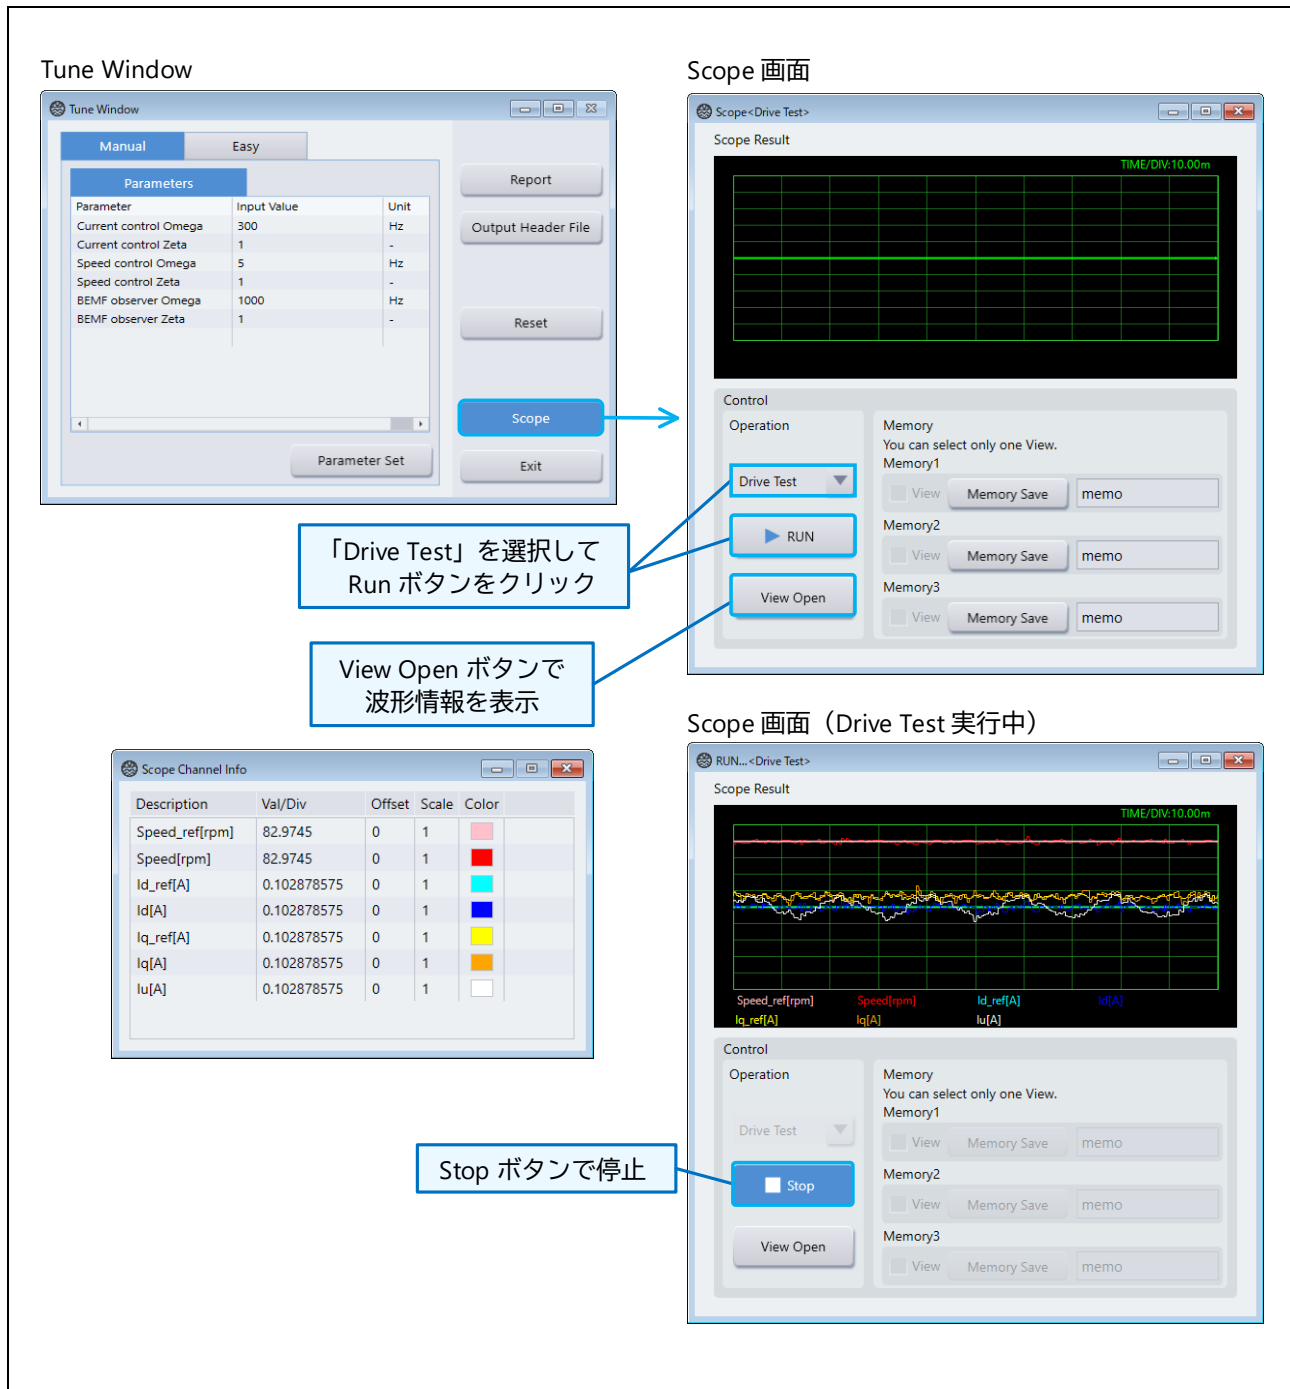 Tune Window
Tune Window
Manual
Easy
Parameters
Parameter Input Value Unit
Current control Omega 300 Hz
Current control Zeta 1 -
Speed control Omega 5 Hz
Speed control Zeta 1 -
BEMF observer Omega 1000 Hz
BEMF observer Zeta 1 -
Parameter Set
Report
Output Header File
Reset
Scope
Exit
Scope 画面
Scope<Drive Test>
Scope Result
TIME/DIV:10.00m
Control
Operation
Drive Test
RUN
View Open
Memory
You can select only one View.
Memory1
View Memory Save memo
Memory2
View Memory Save memo
Memory3
View Memory Save memo
「Drive Test」を選択して
Run ボタンをクリック
View Open ボタンで
波形情報を表示
Scope Channel Info
Description Val/Div Offset Scale Color
Speed_ref[rpm] 82.9745 0 1
Speed[rpm] 82.9745 0 1
Id_ref[A] 0.102878575 0 1
Id[A] 0.102878575 0 1
Iq_ref[A] 0.102878575 0 1
Iq[A] 0.102878575 0 1
Iu[A] 0.102878575 0 1
Scope 画面（Drive Test 実行中）
RUN...<Drive Test>
Scope Result
TIME/DIV:10.00m
Speed_ref[rpm] Speed[rpm] Id_ref[A] Id[A]
Iq_ref[A] Iq[A] Iu[A]
Control
Operation
Drive Test
Stop
View Open
Memory
You can select only one View.
Memory1
View Memory Save memo
Memory2
View Memory Save memo
Memory3
View Memory Save memo
Stop ボタンで停止